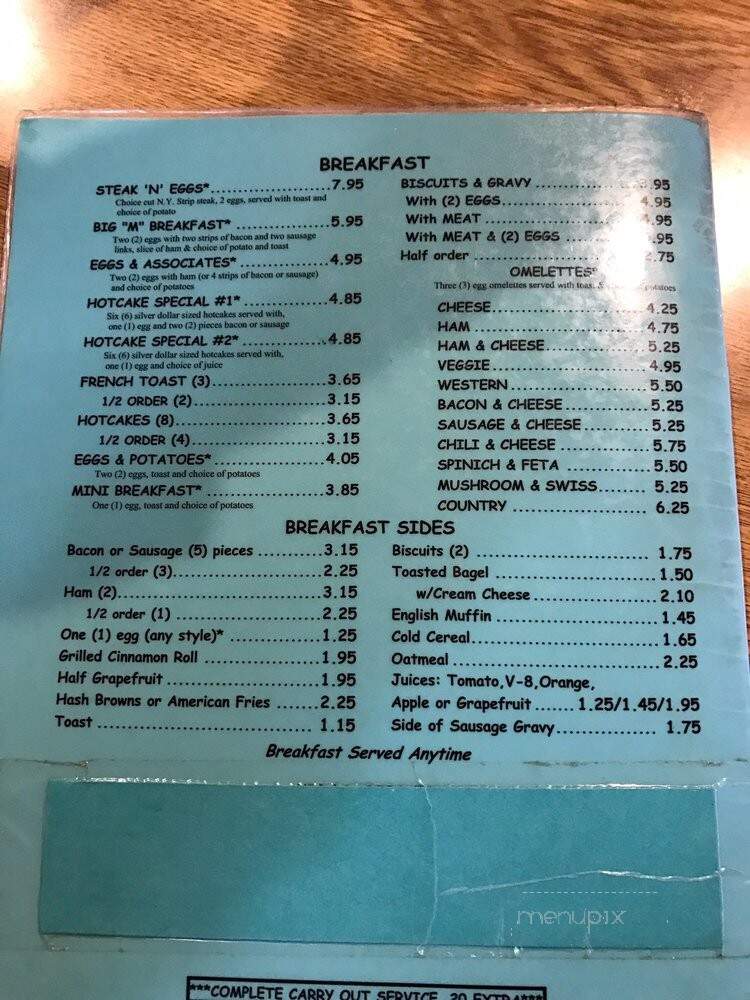 BREAKFAST
STEAK 'N' EGGS*..................7.95
Choice cut N.Y. Strip steak, 2 eggs, served with toast and
choice of potato
BIG "M" BREAKFAST* ...............5.95
Two (2) eggs with two strips of bacon and two sausage
links, slice of ham & choice of potato and toast
EGGS & ASSOCIATES* ..............4.95
Two (2) eggs with ham (or 4 strips of bacon or sausage)
and choice of potatoes
HOTCAKE SPECIAL #1* .............4.85
Six (6) silver dollar sized hotcakes served with,
one (1) egg and two (2) pieces bacon or sausage
HOTCAKE SPECIAL #2* .............4.85
Six (6) silver dollar sized hotcakes served with,
one (1) egg and choice of juice
FRENCH TOAST (3)..................3.65
1/2 ORDER (2)....................3.15
HOTCAKES (8)......................3.65
1/2 ORDER (4)....................3.15
EGGS & POTATOES* ................4.05
Two (2) eggs, toast and choice of potatoes
MINI BREAKFAST* .................3.85
One (1) egg, toast and choice of potatoes
BISCUITS & GRAVY ................ .95
With (2) EGGS.....................4.95
With MEAT ........................ .95
With MEAT & (2) EGGS ..... .95
Half order ....................... .75
OMELETTES*
Three (3) egg omelettes served with potatoes
CHEESE............................4.25
HAM ..............................4.75
HAM & CHEESE.....................5.25
VEGGIE............................4.95
WESTERN ..........................5.50
BACON & CHEESE...................5.25
SAUSAGE & CHEESE.................5.25
CHILI & CHEESE ..................5.75
SPINICH & FETA ..................5.50
MUSHROOM & SWISS........ 5.25
COUNTRY ......................... 6.25
BREAKFAST SIDES
Bacon or Sausage (5) pieces ..........3.15
1/2 order (3).....................2.25
Ham (2)...........................3.15
1/2 order (1) ....................2.25
One (1) egg (any style)* .............1.25
Grilled Cinnamon Roll ................1.95
Half Grapefruit ......................1.95
Hash Browns or American Fries .......2.25
Toast ............................ 1.15
Biscuits (2) ..................... 1.75
Toasted Bagel ....................1.50
w/Cream Cheese ...................2.10
English Muffin ................... 1.45
Cold Cereal....................... 1.65
Oatmeal .......................... 2.25
Juices: Tomato,V-8,Orange,
Apple or Grapefruit ...... 1.25/1.45/1.95
Side of Sausage Gravy............. 1.75
Breakfast Served Anytime
menupix
***COMPLETE CARRY OUT SERVICE .20 EXTRA***